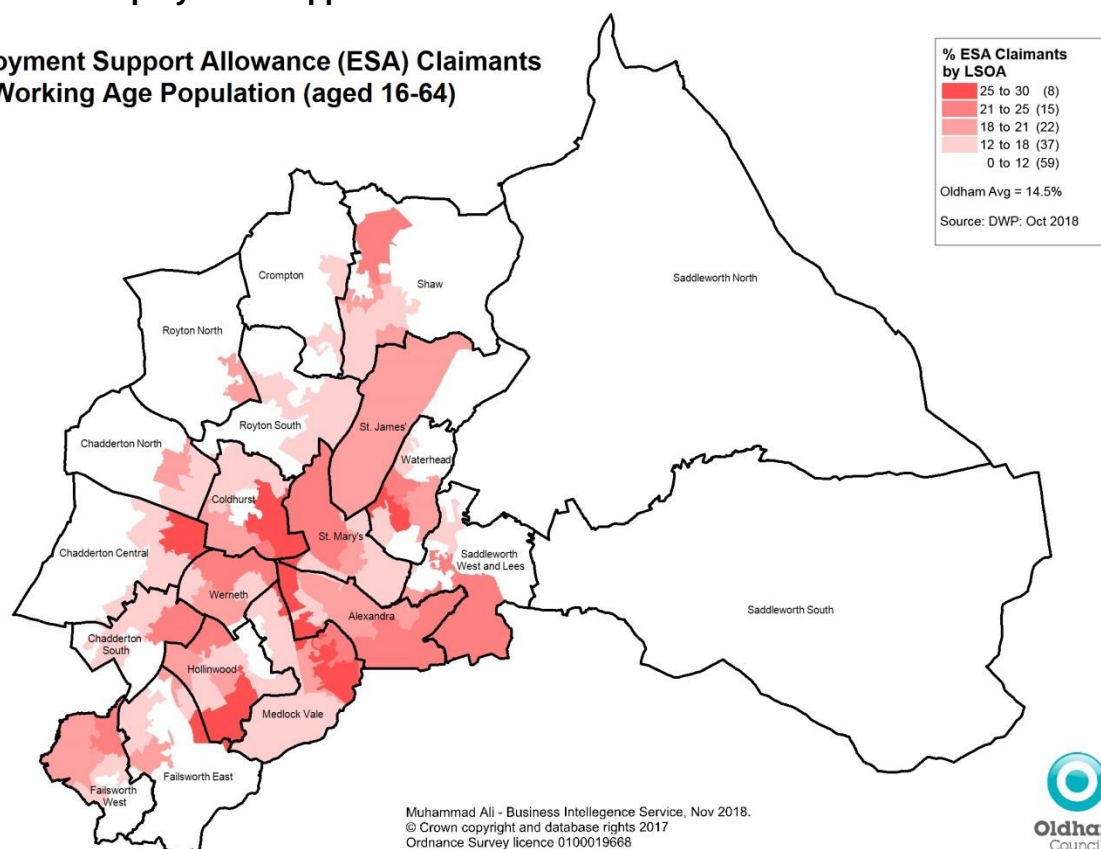 oyment Support Allowance (ESA) Claimants
Working Age Population (aged 16-64)
% ESA Claimants
by LSOA
25 to 30 (8)
21 to 25 (15)
18 to 21 (22)
12 to 18 (37)
0 to 12 (59)
Oldham Avg = 14.5%
Source: DWP: Oct 2018
Crompton
Shaw
Saddleworth North
Royton North
Royton South
St. James'
Chadderton North
Waterhead
Coldhurst
St. Mary's
Chadderton Central
Saddleworth
West and Lees
Werneth
Alexandra
Saddleworth South
Chadderton
South
Hollinwood
Medlock Vale
Failsworth East
Failsworth
West
Muhammad Ali - Business Intellegence Service, Nov 2018.
© Crown copyright and database rights 2017
Ordnance Survey licence 0100019668
Oldha
Counc